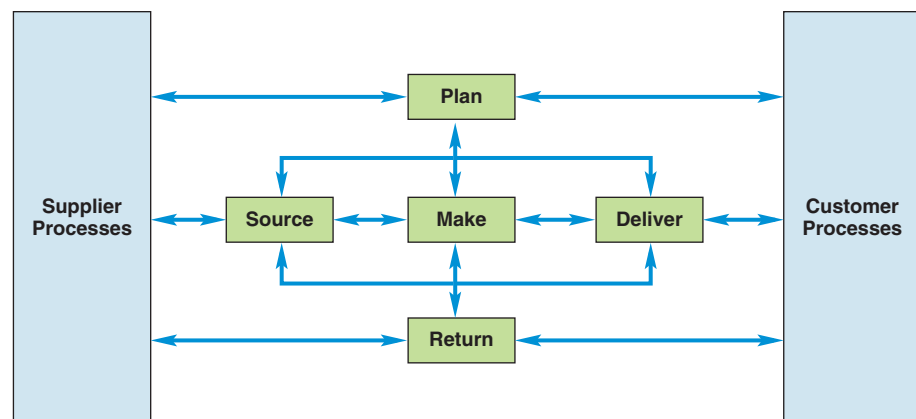 Plan
Supplier
Processes
Source
Make
Deliver
Customer
Processes
Return